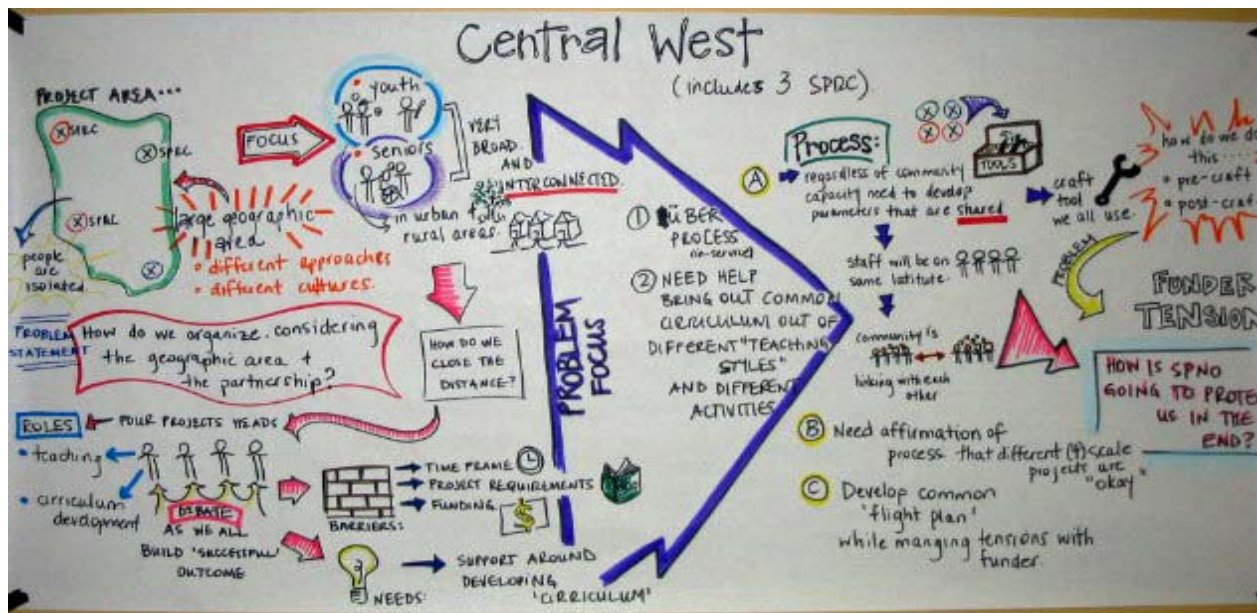 Central West
(includes 3 SPRC)
PROJECT AREA...
SPRC
SPRC
people are
isolated.
large geographic
area
• different approaches
• different cultures.
FOCUS
• youth
• seniors
VERY
BROAD
AND
INTERCONNECTED.
in urban +
rural areas.
PROBLEM
STATEMENT
How do we organize considering
the geographic area +
the partnership?
HOW DO WE
CLOSE THE
DISTANCE?
ROLES
FOUR PROJECTS HEADS
• teaching
• cirriculum
development
DEBATE
AS WE ALL
BUILD 'SUCCESSFUL'
OUTCOME
BARRIERS:
TIME FRAME
PROJECT REQUIREMENTS
FUNDING
$
NEEDS:
SUPPORT AROUND
DEVELOPING
'CIRRICULUM'
PROBLEM
FOCUS
① ÜBER
PROCESS
② NEED HELP
BRING OUT COMMON
CIRRICULUM OUT OF
DIFFERENT "TEACHING
STYLES"
AND DIFFERENT
ACTIVITIES
Process:
TOOLS
Ⓐ regardless of community
capacity need to develop
parameters that are shared
craft
tool
we all use.
how do we do
this....
• pre-craft
• post-craft
staff will be on
same latitute.
community is
linking with each
other
PROBLEM
FUNDER
TENSION
HOW IS SPNO
GOING TO PROTE
US IN THE
END?
Ⓑ Need affirmation of
process that different (4) scale
projects are
"okay"
Ⓒ Develop common
'flight plan'
while manging tensions with
funder.